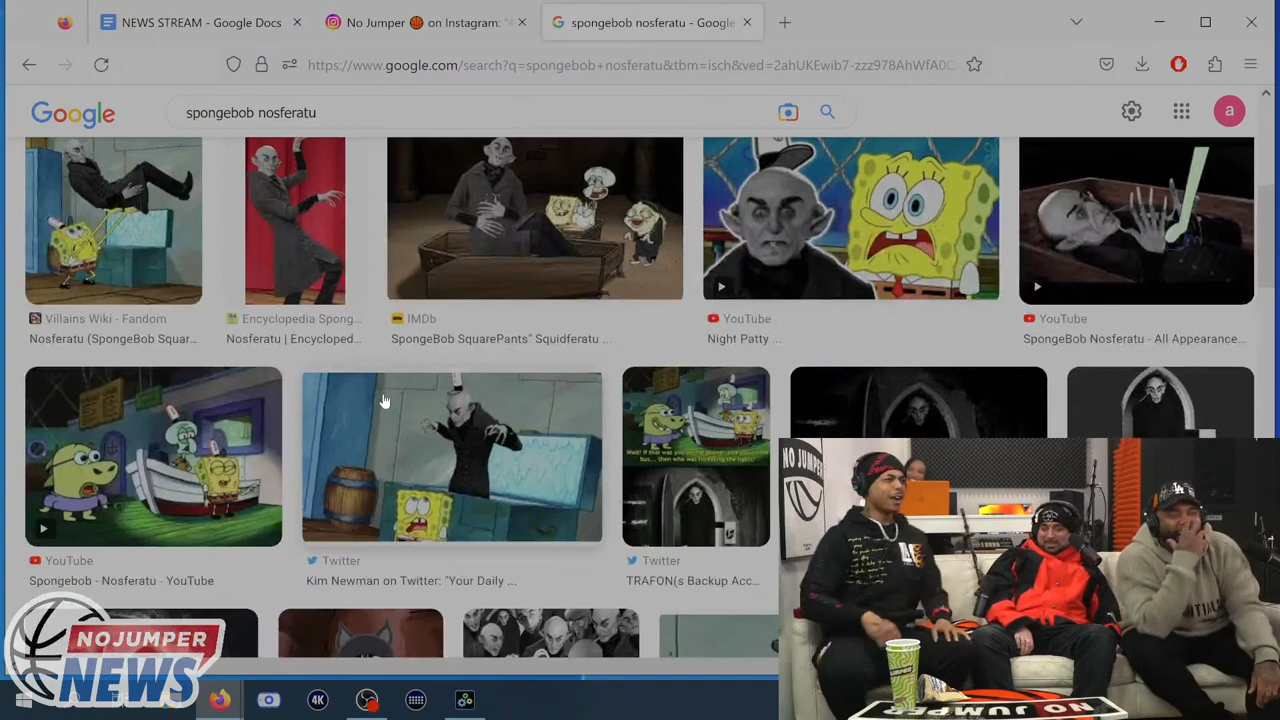 NEWS STREAM - Google Docs
No Jumper 🏀 on Instagram: "#
spongebob nosferatu - Google
https://www.google.com/search?q=spongebob+nosferatu&tbm=isch&ved=2ahUKEwib7-zzz978AhWfA0C
Google
spongebob nosferatu
a
Villains Wiki - Fandom
Nosferatu (SpongeBob Squar...
Encyclopedia Spong...
Nosferatu | Encycloped...
IMDb
SpongeBob SquarePants" Squidferatu ...
YouTube
Night Patty ...
YouTube
SpongeBob Nosferatu - All Appearance...
YouTube
Spongebob - Nosferatu - YouTube
Twitter
Kim Newman on Twitter: "Your Daily ...
Twitter
TRAFON(s Backup Acc...
NO JUMPER
NO JUMPER
NEWS
4K
LA